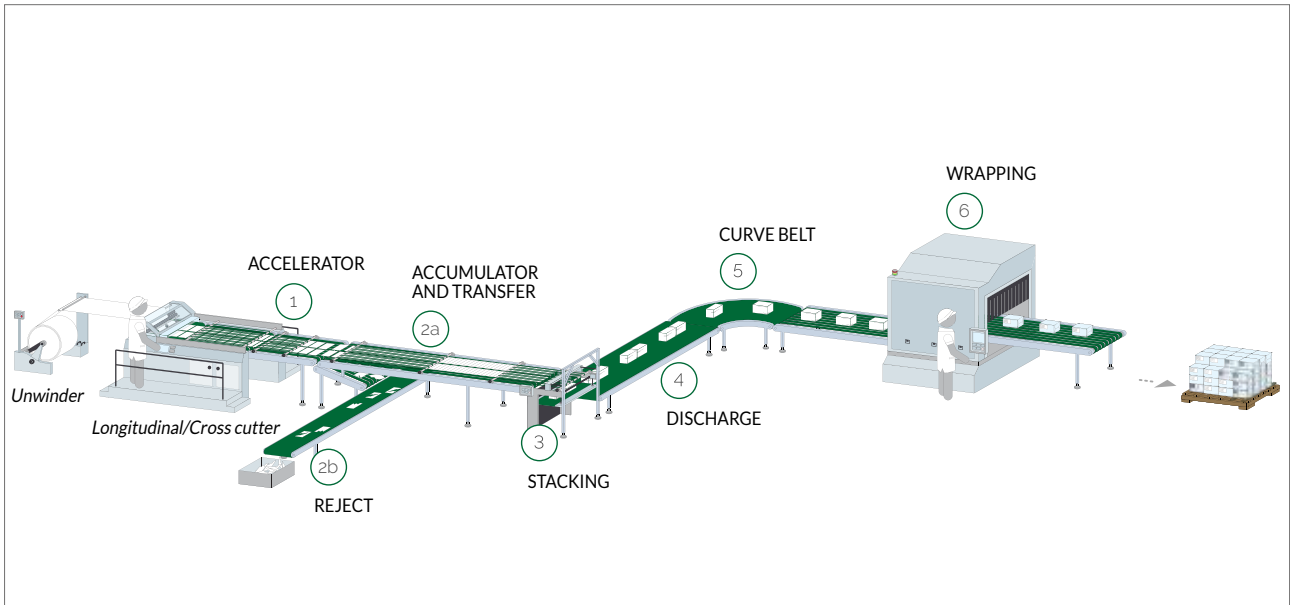 WRAPPING
6
CURVE BELT
5
ACCELERATOR
1
ACCUMULATOR
AND TRANSFER
2a
Unwinder
Longitudinal/Cross cutter
4
DISCHARGE
3
STACKING
2b
REJECT